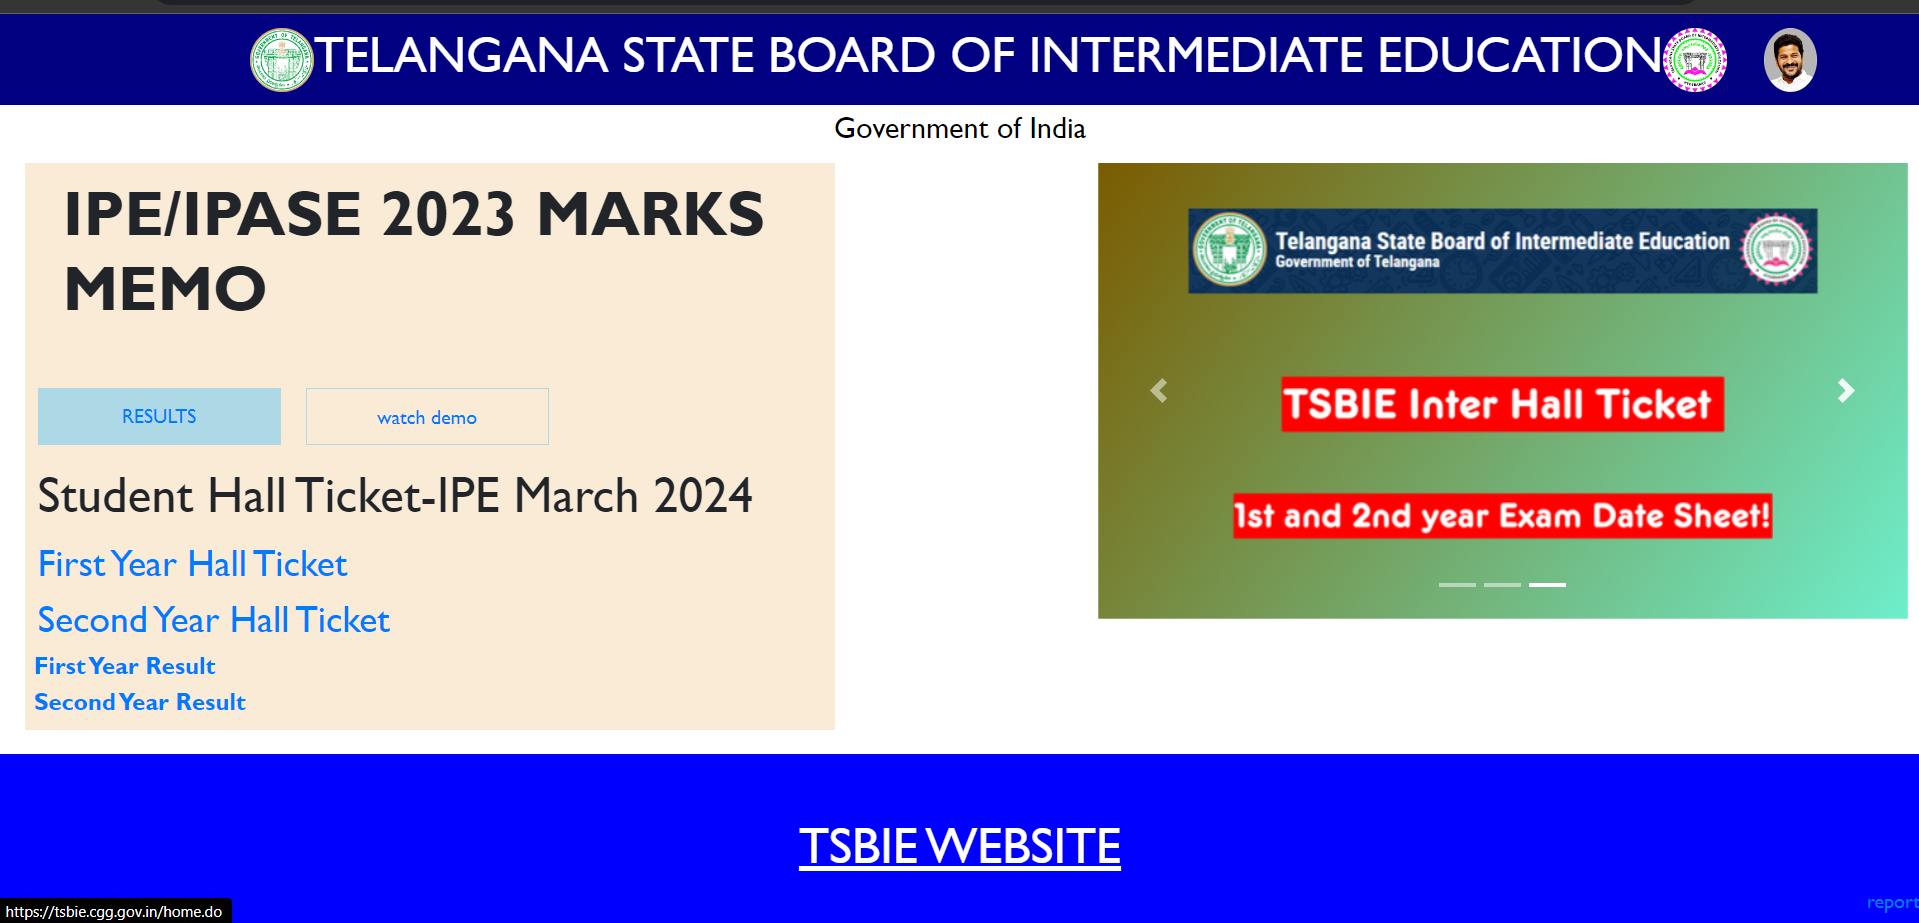 TELANGANA STATE BOARD OF INTERMEDIATE EDUCATION
Government of India
IPE/IPASE 2023 MARKS
MEMO
RESULTS
watch demo
Student Hall Ticket-IPE March 2024
First Year Hall Ticket
Second Year Hall Ticket
First Year Result
Second Year Result
Telangana State Board of Intermediate Education
Government of Telangana
TSBIE Inter Hall Ticket
1st and 2nd year Exam Date Sheet!
TSBIE WEBSITE
https://tsbie.cgg.gov.in/home.do
report